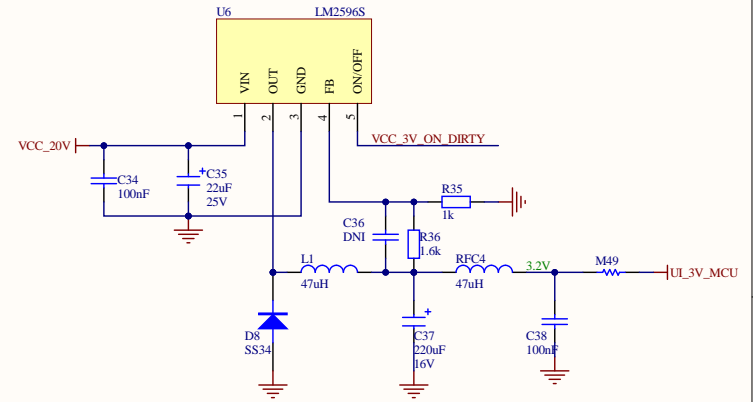 U6
LM2596S
VIN
OUT
GND
FB
ON/OFF
1
2
3
4
5
VCC_20V
VCC_3V_ON_DIRTY
C34
100nF
C35
22uF
25V
R35
1k
C36
DNI
R36
1.6k
L1
47uH
RFC4
47uH
3.2V
M49
UI_3V_MCU
D8
SS34
C37
220uF
16V
C38
100nF